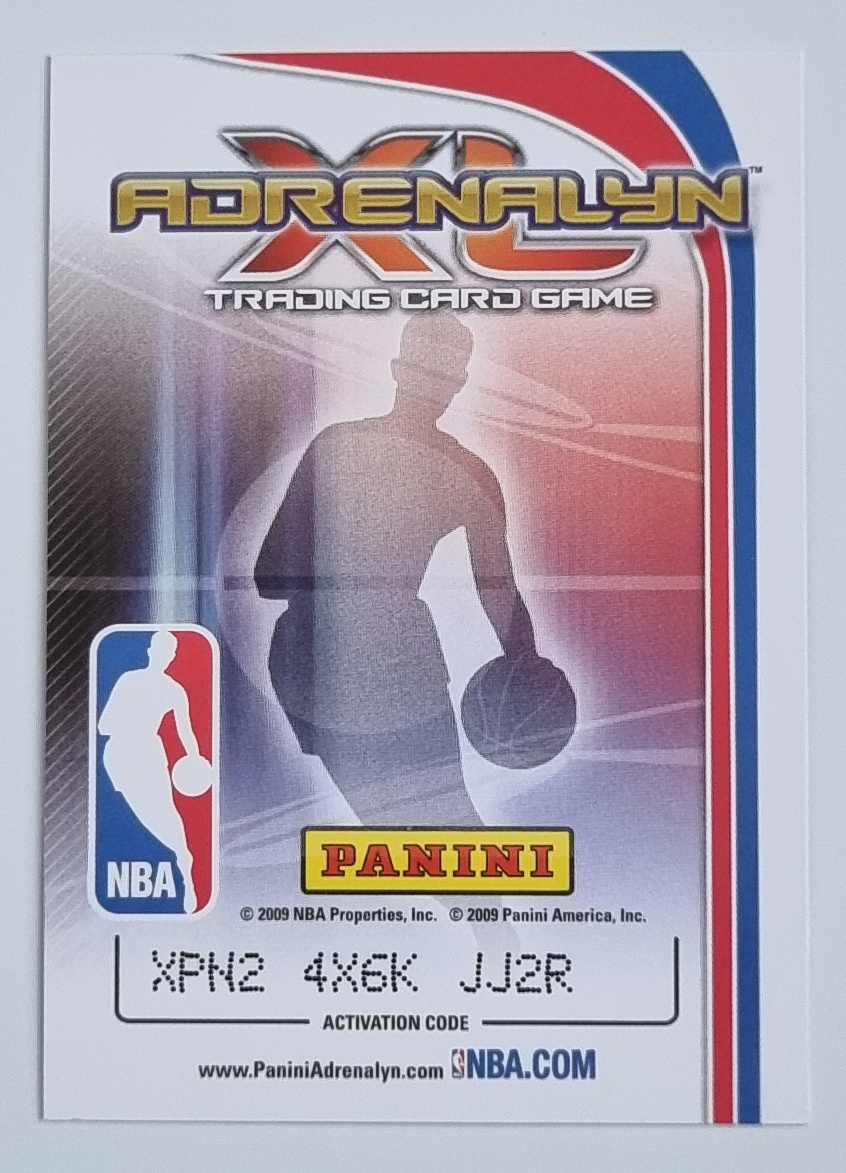 XL
ADRENALYN™
TRADING CARD GAME
NBA
PANINI
© 2009 NBA Properties, Inc. © 2009 Panini America, Inc.
XPN2 4X6K JJ2R
ACTIVATION CODE
www.PaniniAdrenalyn.com NBA.COM